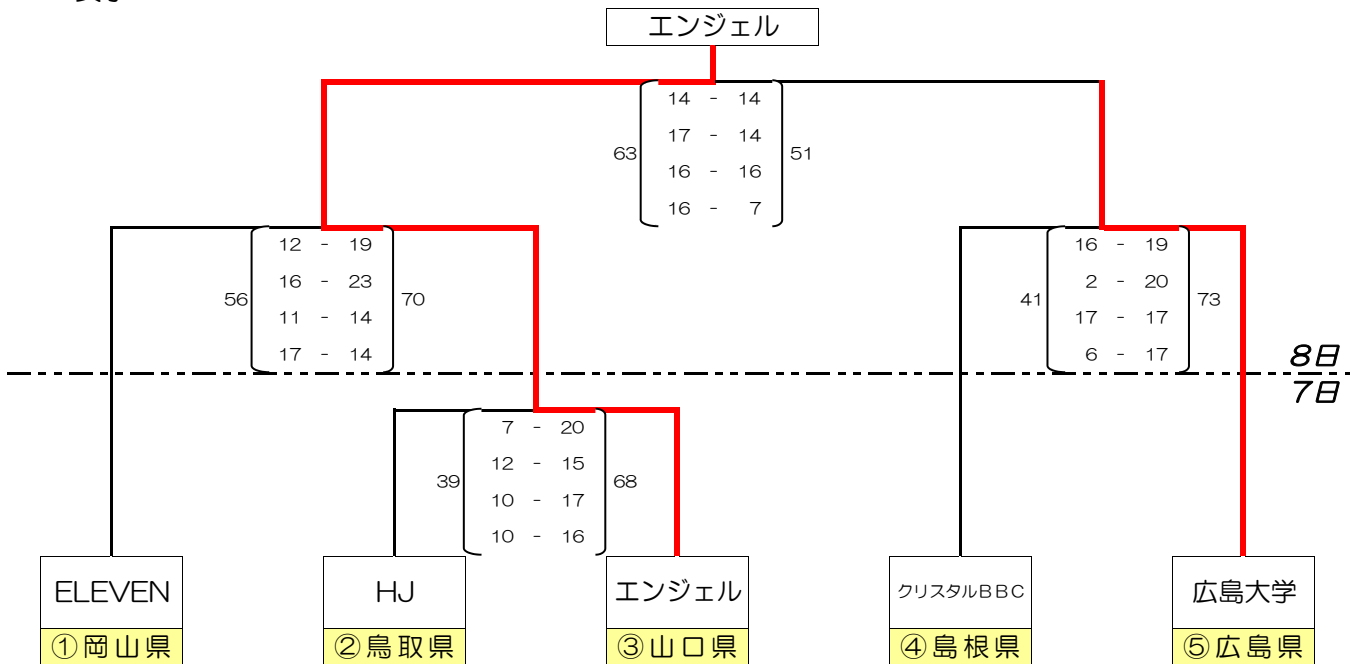 エンジェル
14 - 14
17 - 14
63 51
16 - 16
16 - 7
12 - 19 16 - 19
16 - 23 2 - 20
56 70 41 73
11 - 14 17 - 17
17 - 14 6 - 17
8日
7日
7 - 20
12 - 15
39 68
10 - 17
10 - 16
ELEVEN HJ エンジェル クリスタルBBC 広島大学
①岡山県 ②鳥取県 ③山口県 ④島根県 ⑤広島県